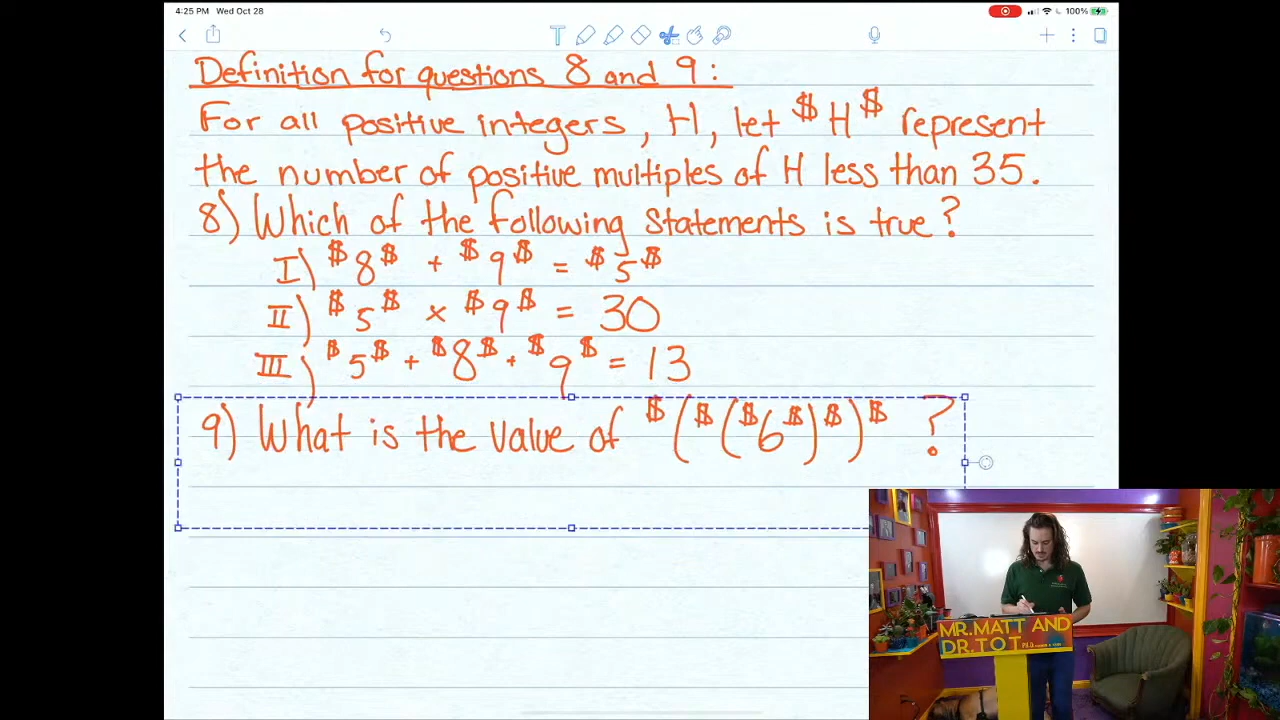 4:25 PM Wed Oct 28
100%
Definition for questions 8 and 9:
For all positive integers, H, let $H$ represent
the number of positive multiples of H less than 35.
8) Which of the following statements is true?
I) $8$ + $9$ = $5$
II) $5$ × $9$ = 30
III) $5$ + $8$ + $9$ = 13
9) What is the value of $($($6$)$)$ ?
MR. MATT AND
DR. TOT Ph.D